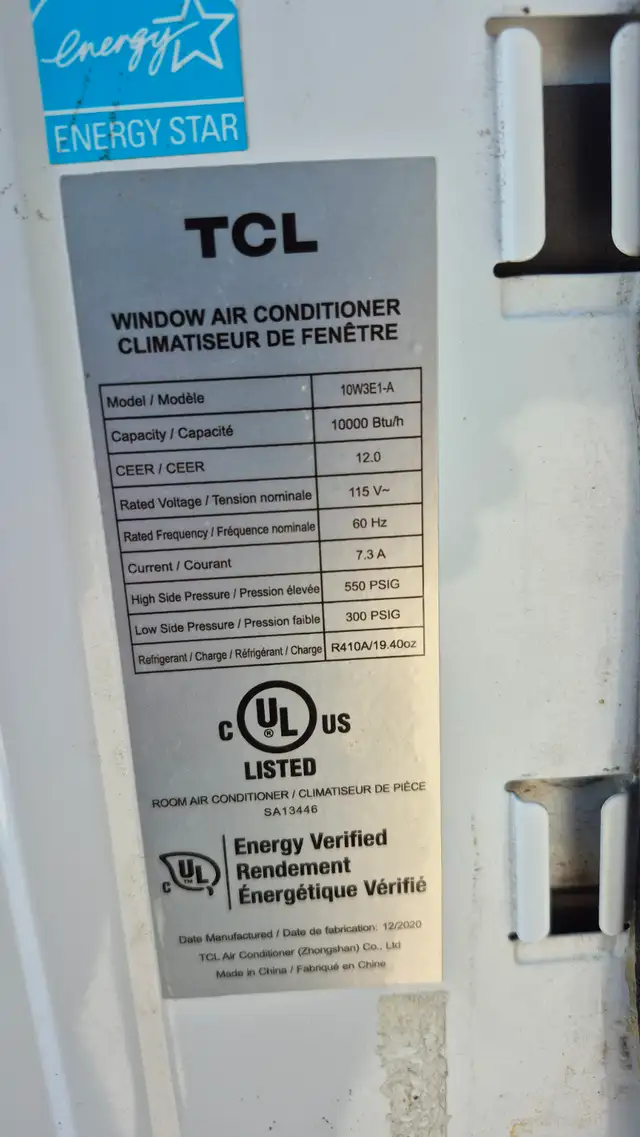 energy
ENERGY STAR
TCL
WINDOW AIR CONDITIONER
CLIMATISEUR DE FENÊTRE
Model / Modèle 10W3E1-A
Capacity / Capacité 10000 Btu/h
CEER / CEER 12.0
Rated Voltage / Tension nominale 115 V~
Rated Frequency / Fréquence nominale 60 Hz
Current / Courant 7.3 A
High Side Pressure / Pression élevée 550 PSIG
Low Side Pressure / Pression faible 300 PSIG
Refrigerant / Charge / Réfrigérant / Charge R410A/19.40oz
C UL ® US
LISTED
ROOM AIR CONDITIONER / CLIMATISEUR DE PIÈCE
SA13446
C UL ™
Energy Verified
Rendement
Énergétique Vérifié
Date Manufactured / Date de fabrication: 12/2020
TCL Air Conditioner (Zhongshan) Co., Ltd
Made in China / Fabriqué en Chine